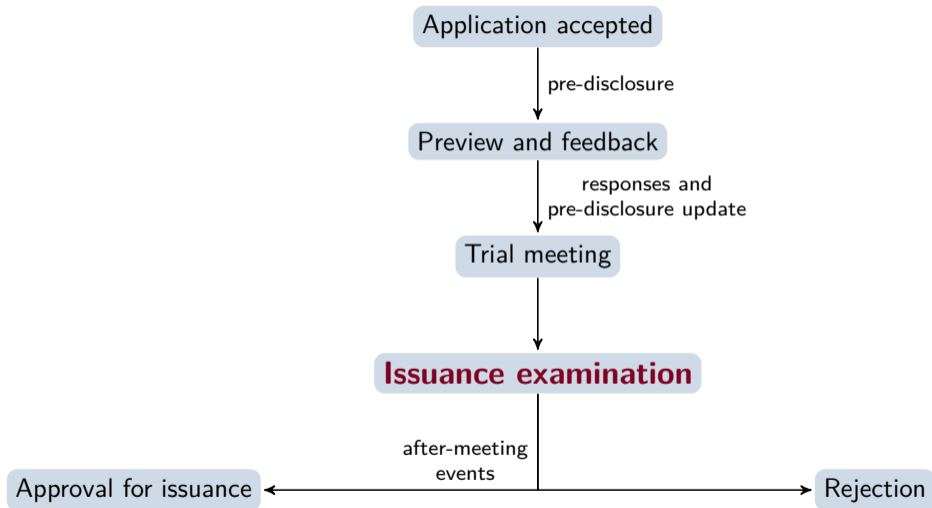 Application accepted
pre-disclosure
Preview and feedback
responses and
pre-disclosure update
Trial meeting
Issuance examination
after-meeting
events
Approval for issuance
Rejection